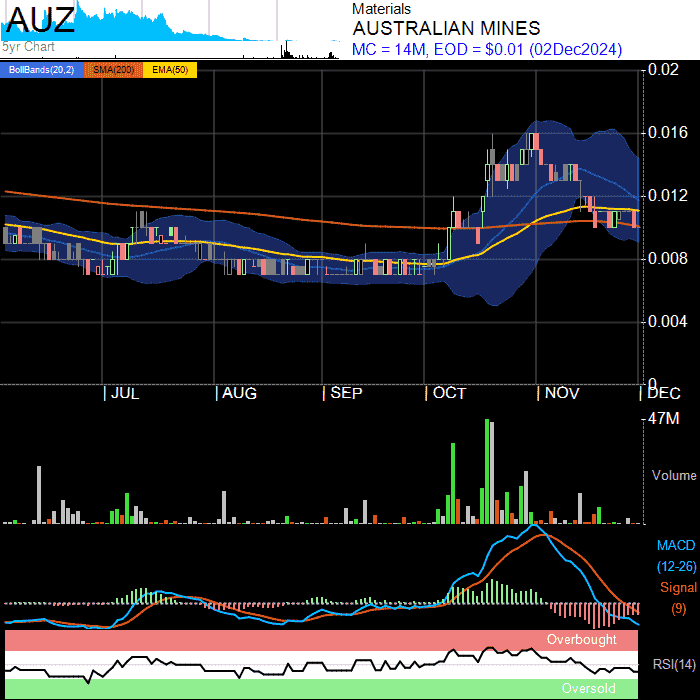 AUZ
5yr Chart
Materials
AUSTRALIAN MINES
MC = 14M, EOD = $0.01 (02Dec2024)
BollBands(20,2) SMA(200) EMA(50)
0.02
0.016
0.012
0.008
0.004
0
JUL AUG SEP OCT NOV DEC
47M
Volume
MACD
(12-26)
Signal
(9)
Overbought
RSI(14)
Oversold